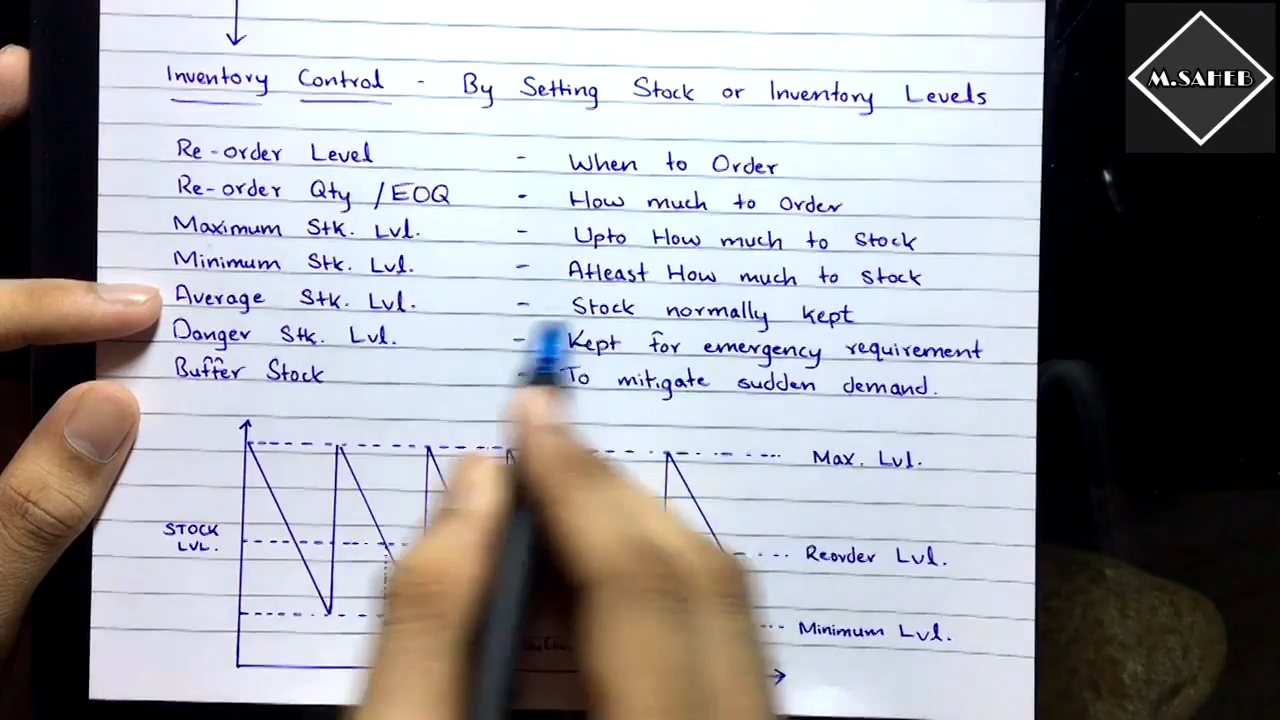 M.SAHEB
Inventory Control - By Setting Stock or Inventory Levels
Re-order Level - When to Order
Re-order Qty /EOQ - How much to Order
Maximum Stk. Lvl. - Upto How much to Stock
Minimum Stk. Lvl. - Atleast How much to Stock
Average Stk. Lvl. - Stock normally kept
Danger Stk. Lvl. - Kept for emergency requirement
Buffer Stock - To mitigate sudden demand.
Max. Lvl.
STOCK
LVL.
Reorder Lvl.
Minimum Lvl.